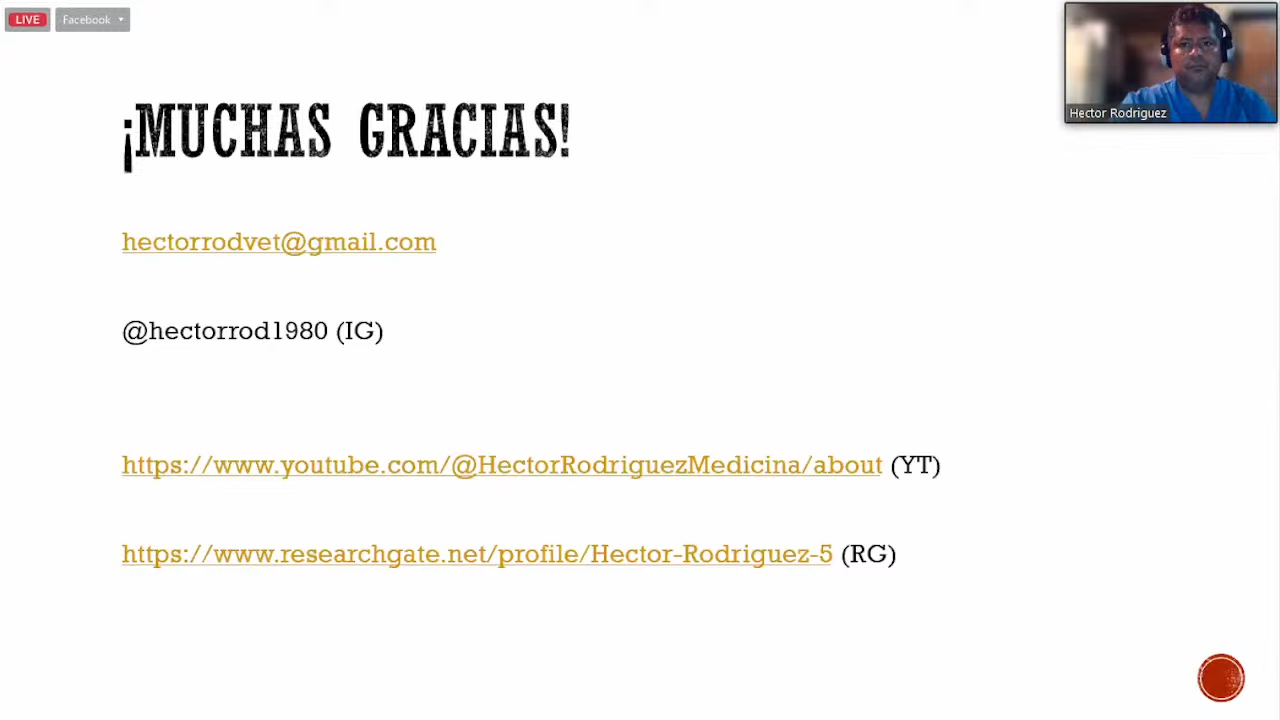 LIVE
Facebook
Hector Rodriguez
¡MUCHAS GRACIAS!
hectorrodvet@gmail.com
@hectorrod1980 (IG)
https://www.youtube.com/@HectorRodriguezMedicina/about (YT)
https://www.researchgate.net/profile/Hector-Rodriguez-5 (RG)